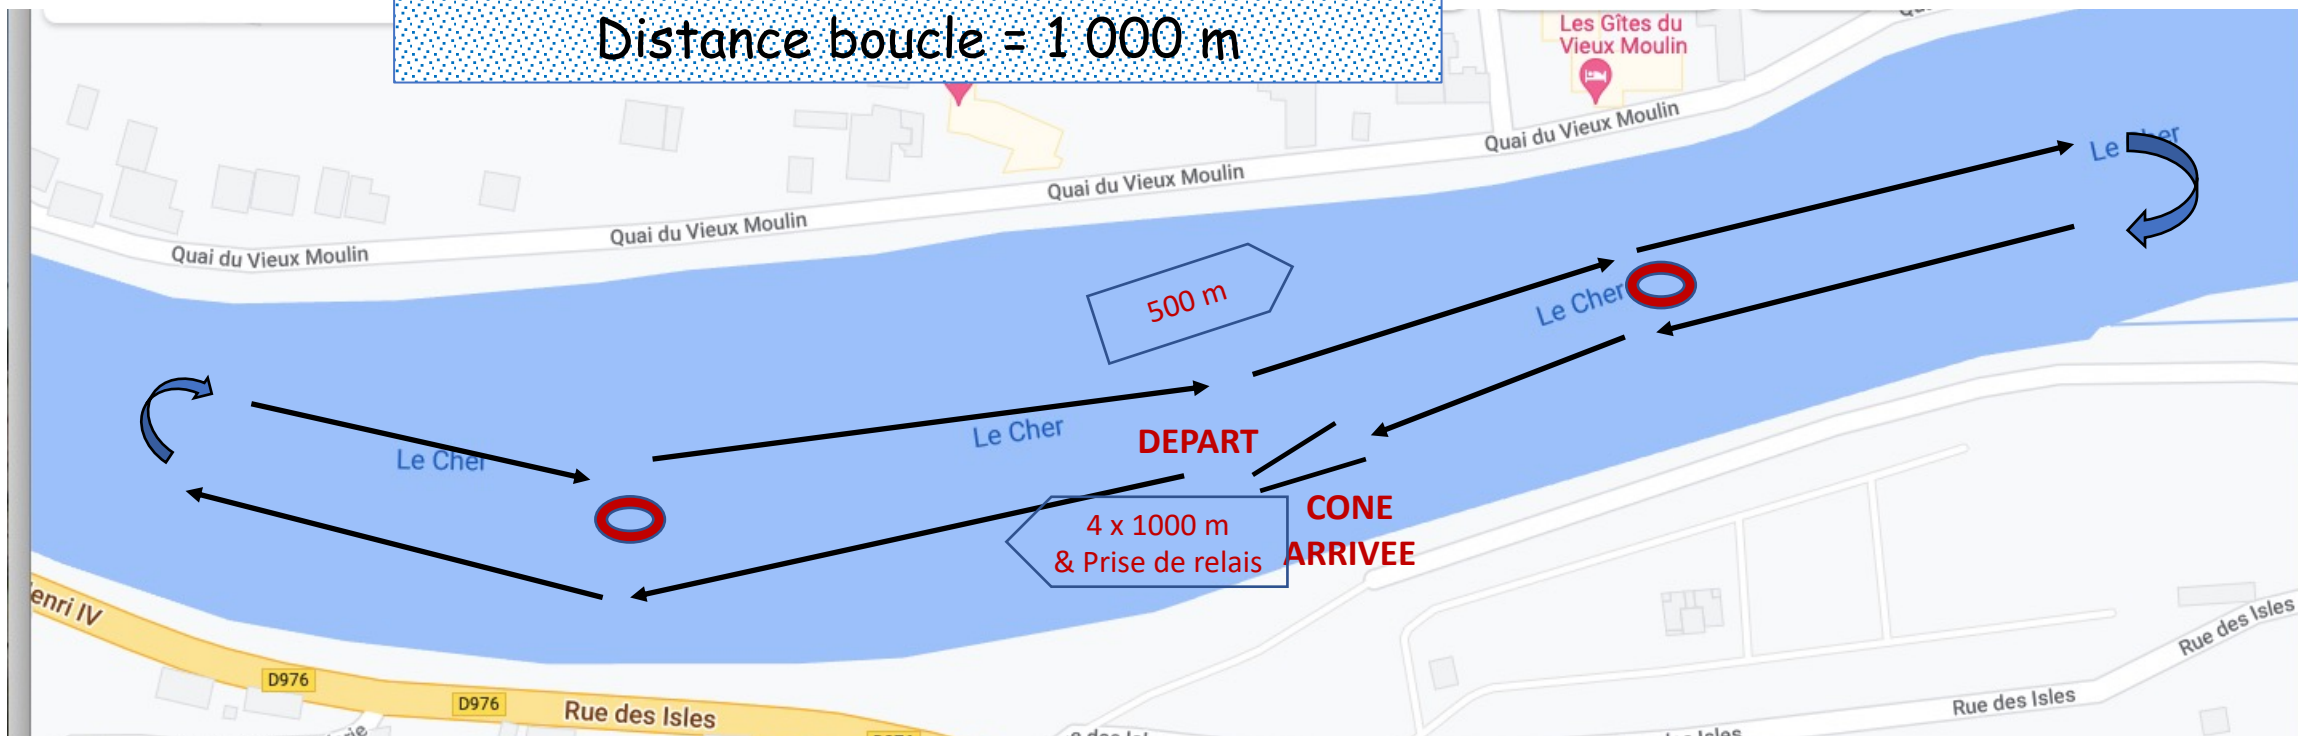 Distance boucle = 1 000 m
Les Gîtes du
Vieux Moulin
Quai du Vieux Moulin
Quai du Vieux Moulin
Quai du Vieux Moulin
Quai du Vieux Moulin
Le Cher
500 m
Le Cher
Le Cher
DEPART
Le Cher
CONE
ARRIVEE
4 x 1000 m
& Prise de relais
enri IV
D976
D976
Rue des Isles
Rue des Isles
Rue des Isles